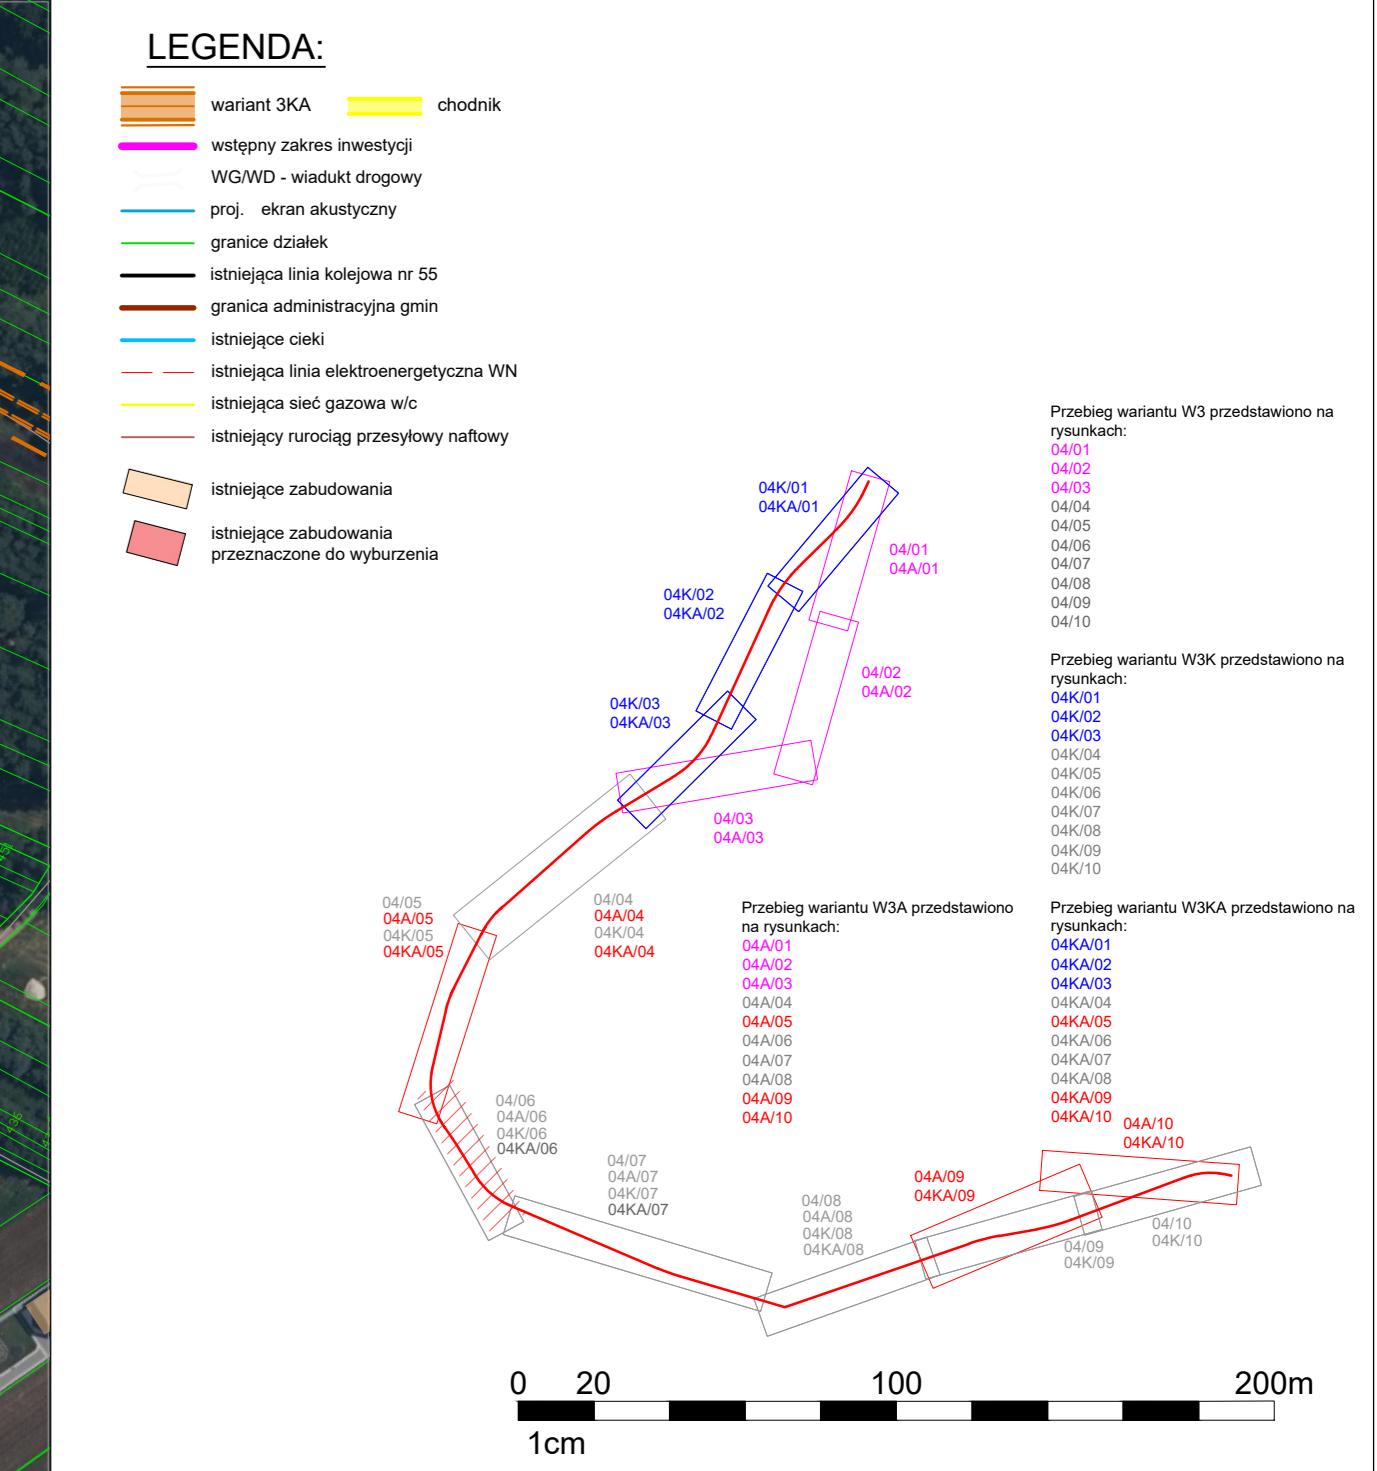 LEGENDA:
wariant 3KA
chodnik
wstępny zakres inwestycji
WG/WD - wiadukt drogowy
proj. ekran akustyczny
granice działek
istniejąca linia kolejowa nr 55
granica administracyjna gmin
istniejące cieki
istniejąca linia elektroenergetyczna WN
istniejąca sieć gazowa w/c
istniejący rurociąg przesyłowy naftowy
istniejące zabudowania
istniejące zabudowania
przeznaczone do wyburzenia
Przebieg wariantu W3 przedstawiono na
rysunkach:
04/01
04/02
04/03
04/04
04/05
04/06
04/07
04/08
04/09
04/10
Przebieg wariantu W3K przedstawiono na
rysunkach:
04K/01
04K/02
04K/03
04K/04
04K/05
04K/06
04K/07
04K/08
04K/09
04K/10
Przebieg wariantu W3A przedstawiono
na rysunkach:
04A/01
04A/02
04A/03
04A/04
04A/05
04A/06
04A/07
04A/08
04A/09
04A/10
Przebieg wariantu W3KA przedstawiono na
rysunkach:
04KA/01
04KA/02
04KA/03
04KA/04
04KA/05
04KA/06
04KA/07
04KA/08
04KA/09
04KA/10
04K/01
04KA/01
04/01
04A/01
04K/02
04KA/02
04/02
04A/02
04K/03
04KA/03
04/03
04A/03
04/05
04A/05
04K/05
04KA/05
04/04
04A/04
04K/04
04KA/04
04/06
04A/06
04K/06
04KA/06
04/07
04A/07
04K/07
04KA/07
04/08
04A/08
04K/08
04KA/08
04A/09
04KA/09
04A/10
04KA/10
04/09
04K/09
04/10
04K/10
0 20 100 200m
1cm